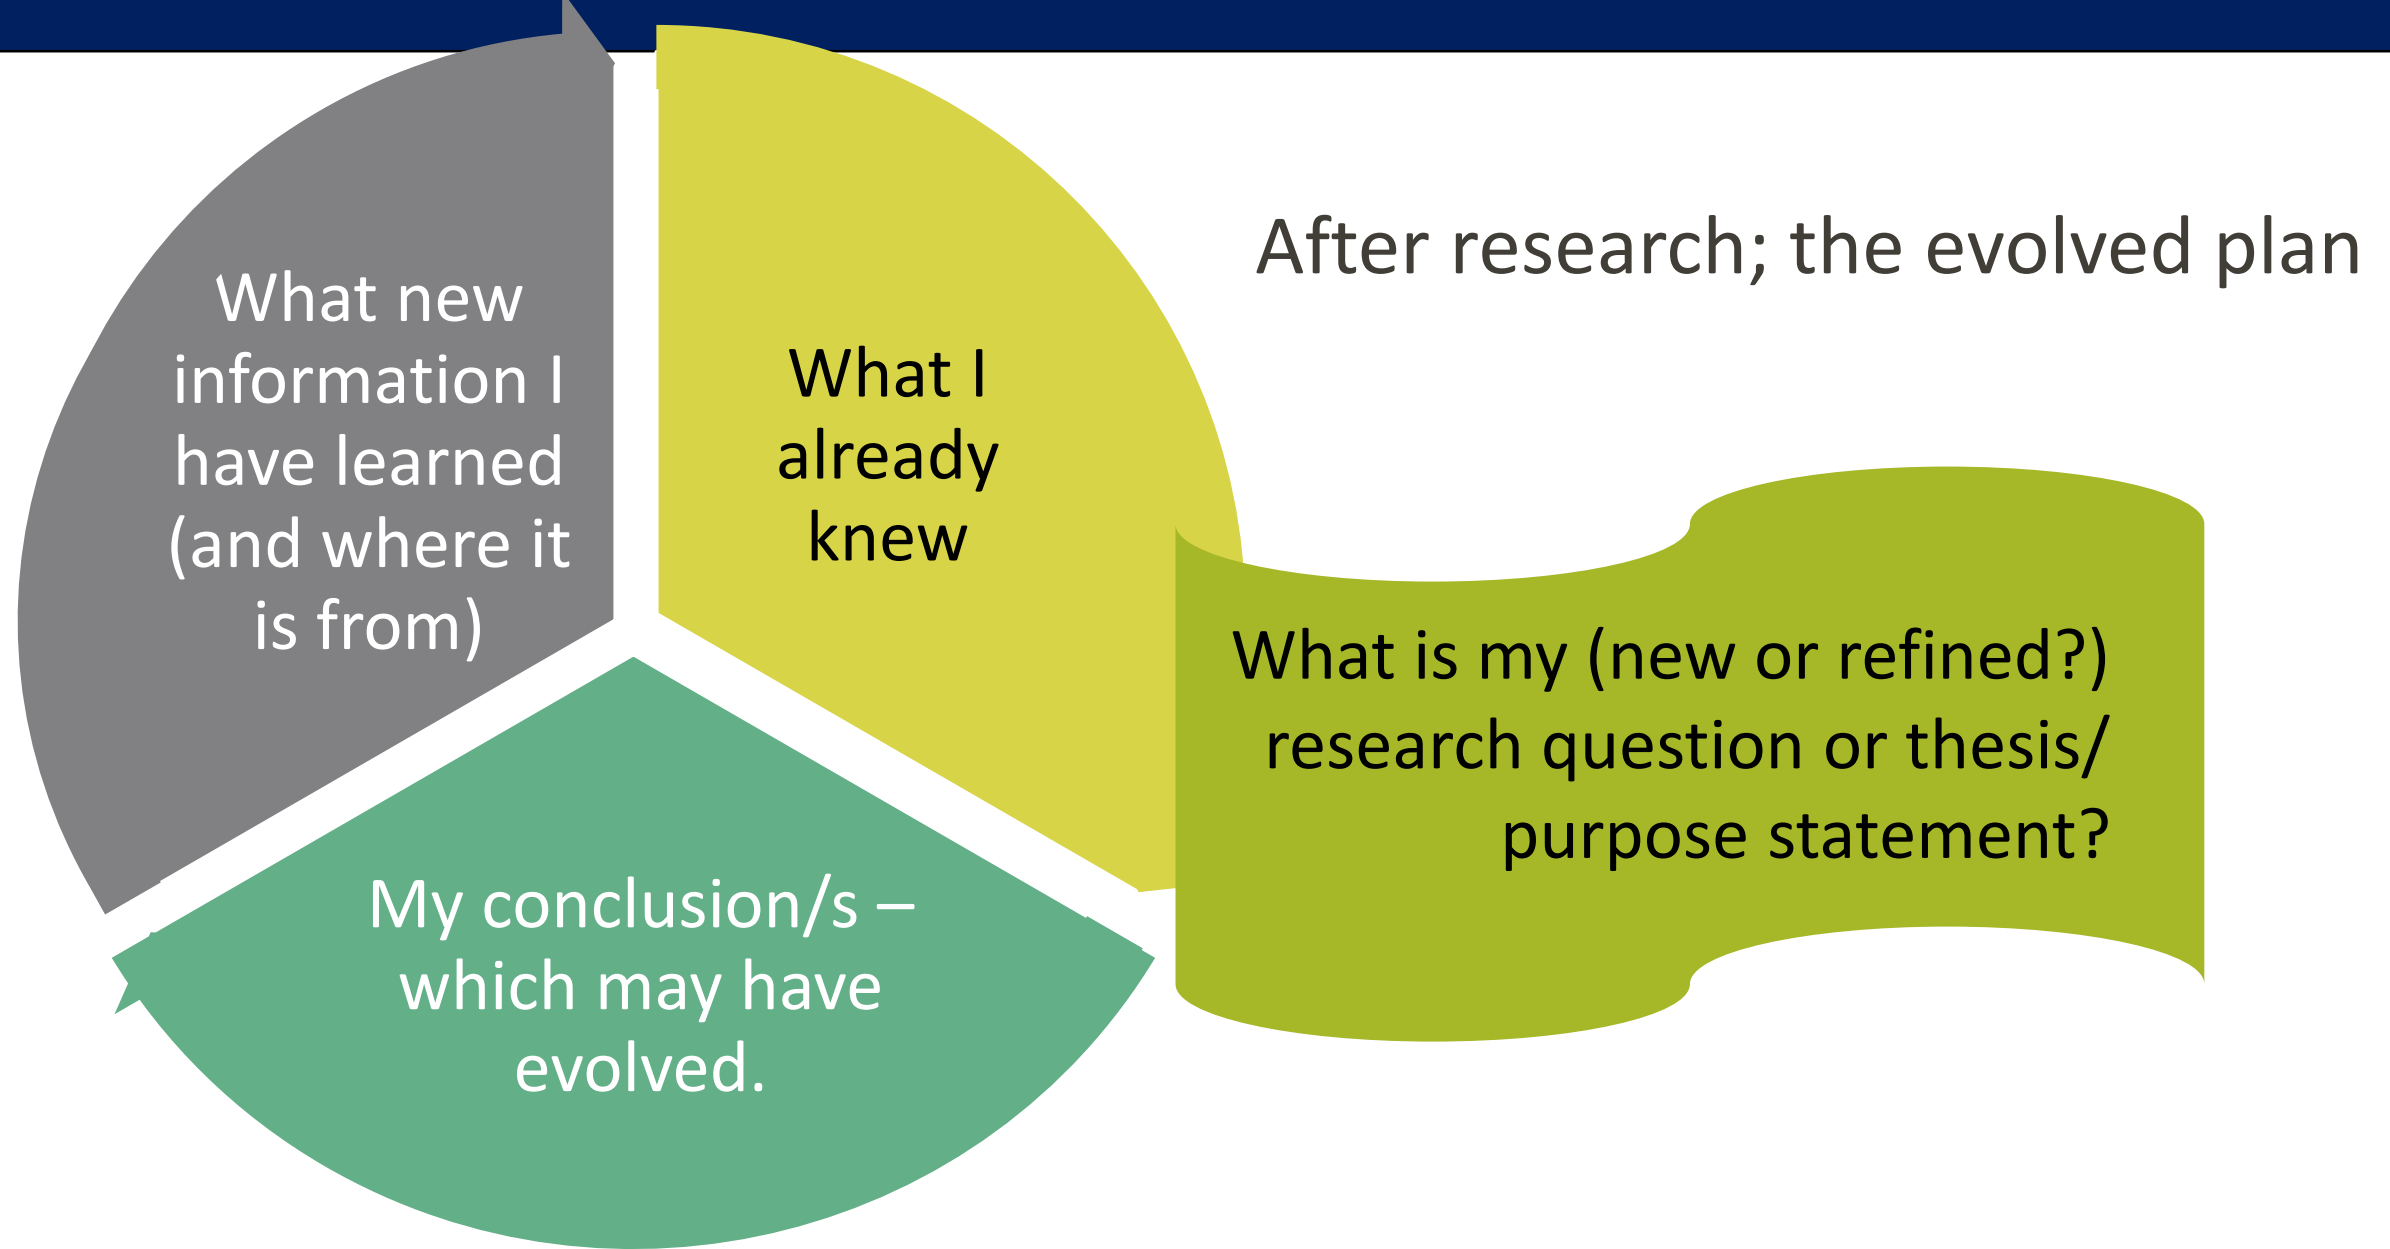 After research; the evolved plan
What new
information I
have learned
(and where it
is from)
What I
already
knew
My conclusion/s –
which may have
evolved.
What is my (new or refined?)
research question or thesis/
purpose statement?